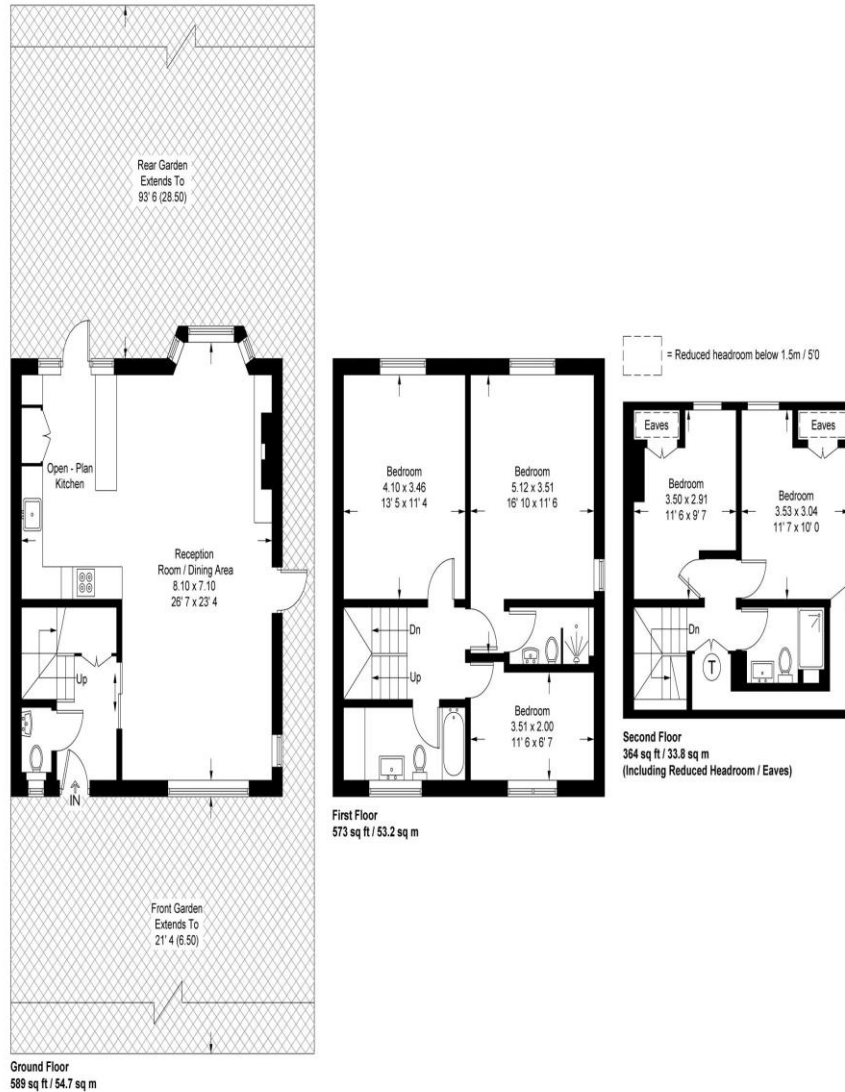 Rear Garden
Extends To
93' 6 (28.50)
Open - Plan
Kitchen
Reception
Room / Dining Area
8.10 x 7.10
26' 7 x 23' 4
Up
IN
Front Garden
Extends To
21' 4 (6.50)
Ground Floor
589 sq ft / 54.7 sq m
Bedroom
4.10 x 3.46
13' 5 x 11' 4
Bedroom
5.12 x 3.51
16' 10 x 11' 6
Dn
Up
Bedroom
3.51 x 2.00
11' 6 x 6' 7
First Floor
573 sq ft / 53.2 sq m
= Reduced headroom below 1.5m / 5'0
Eaves
Eaves
Bedroom
3.50 x 2.91
11' 6 x 9' 7
Bedroom
3.53 x 3.04
11' 7 x 10' 0
Dn
T
Second Floor
364 sq ft / 33.8 sq m
(Including Reduced Headroom / Eaves)